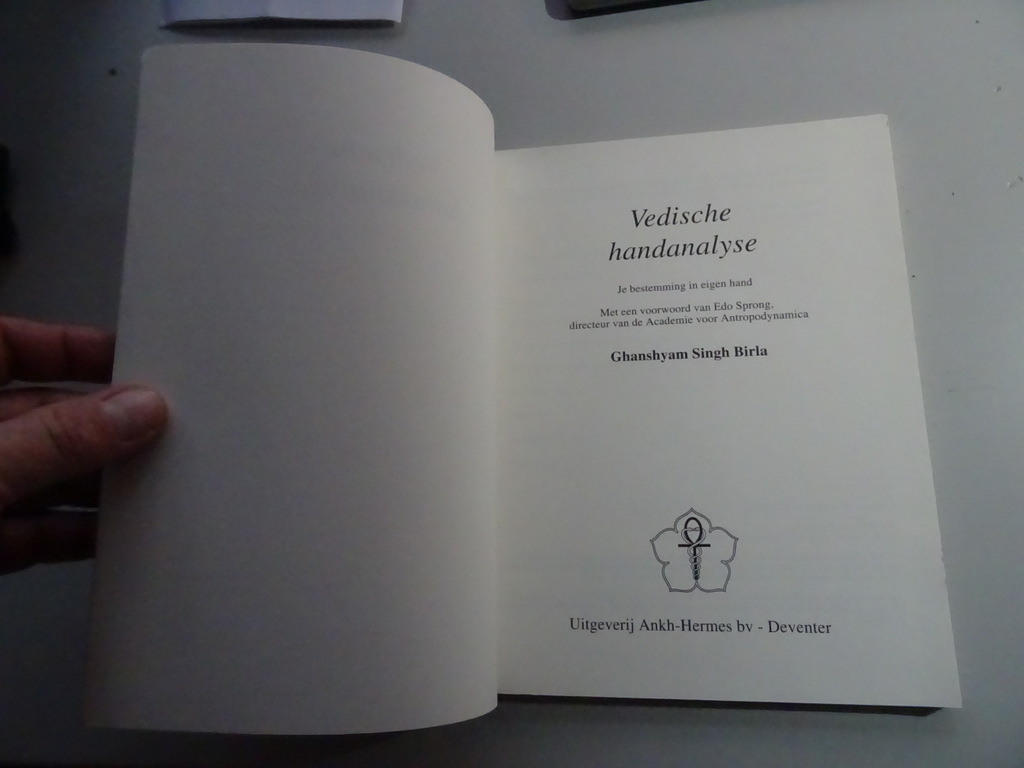 Vedische
handanalyse
Je bestemming in eigen hand
Met een voorwoord van Edo Sprong,
directeur van de Academie voor Antropodynamica
Ghanshyam Singh Birla
Uitgeverij Ankh-Hermes bv - Deventer